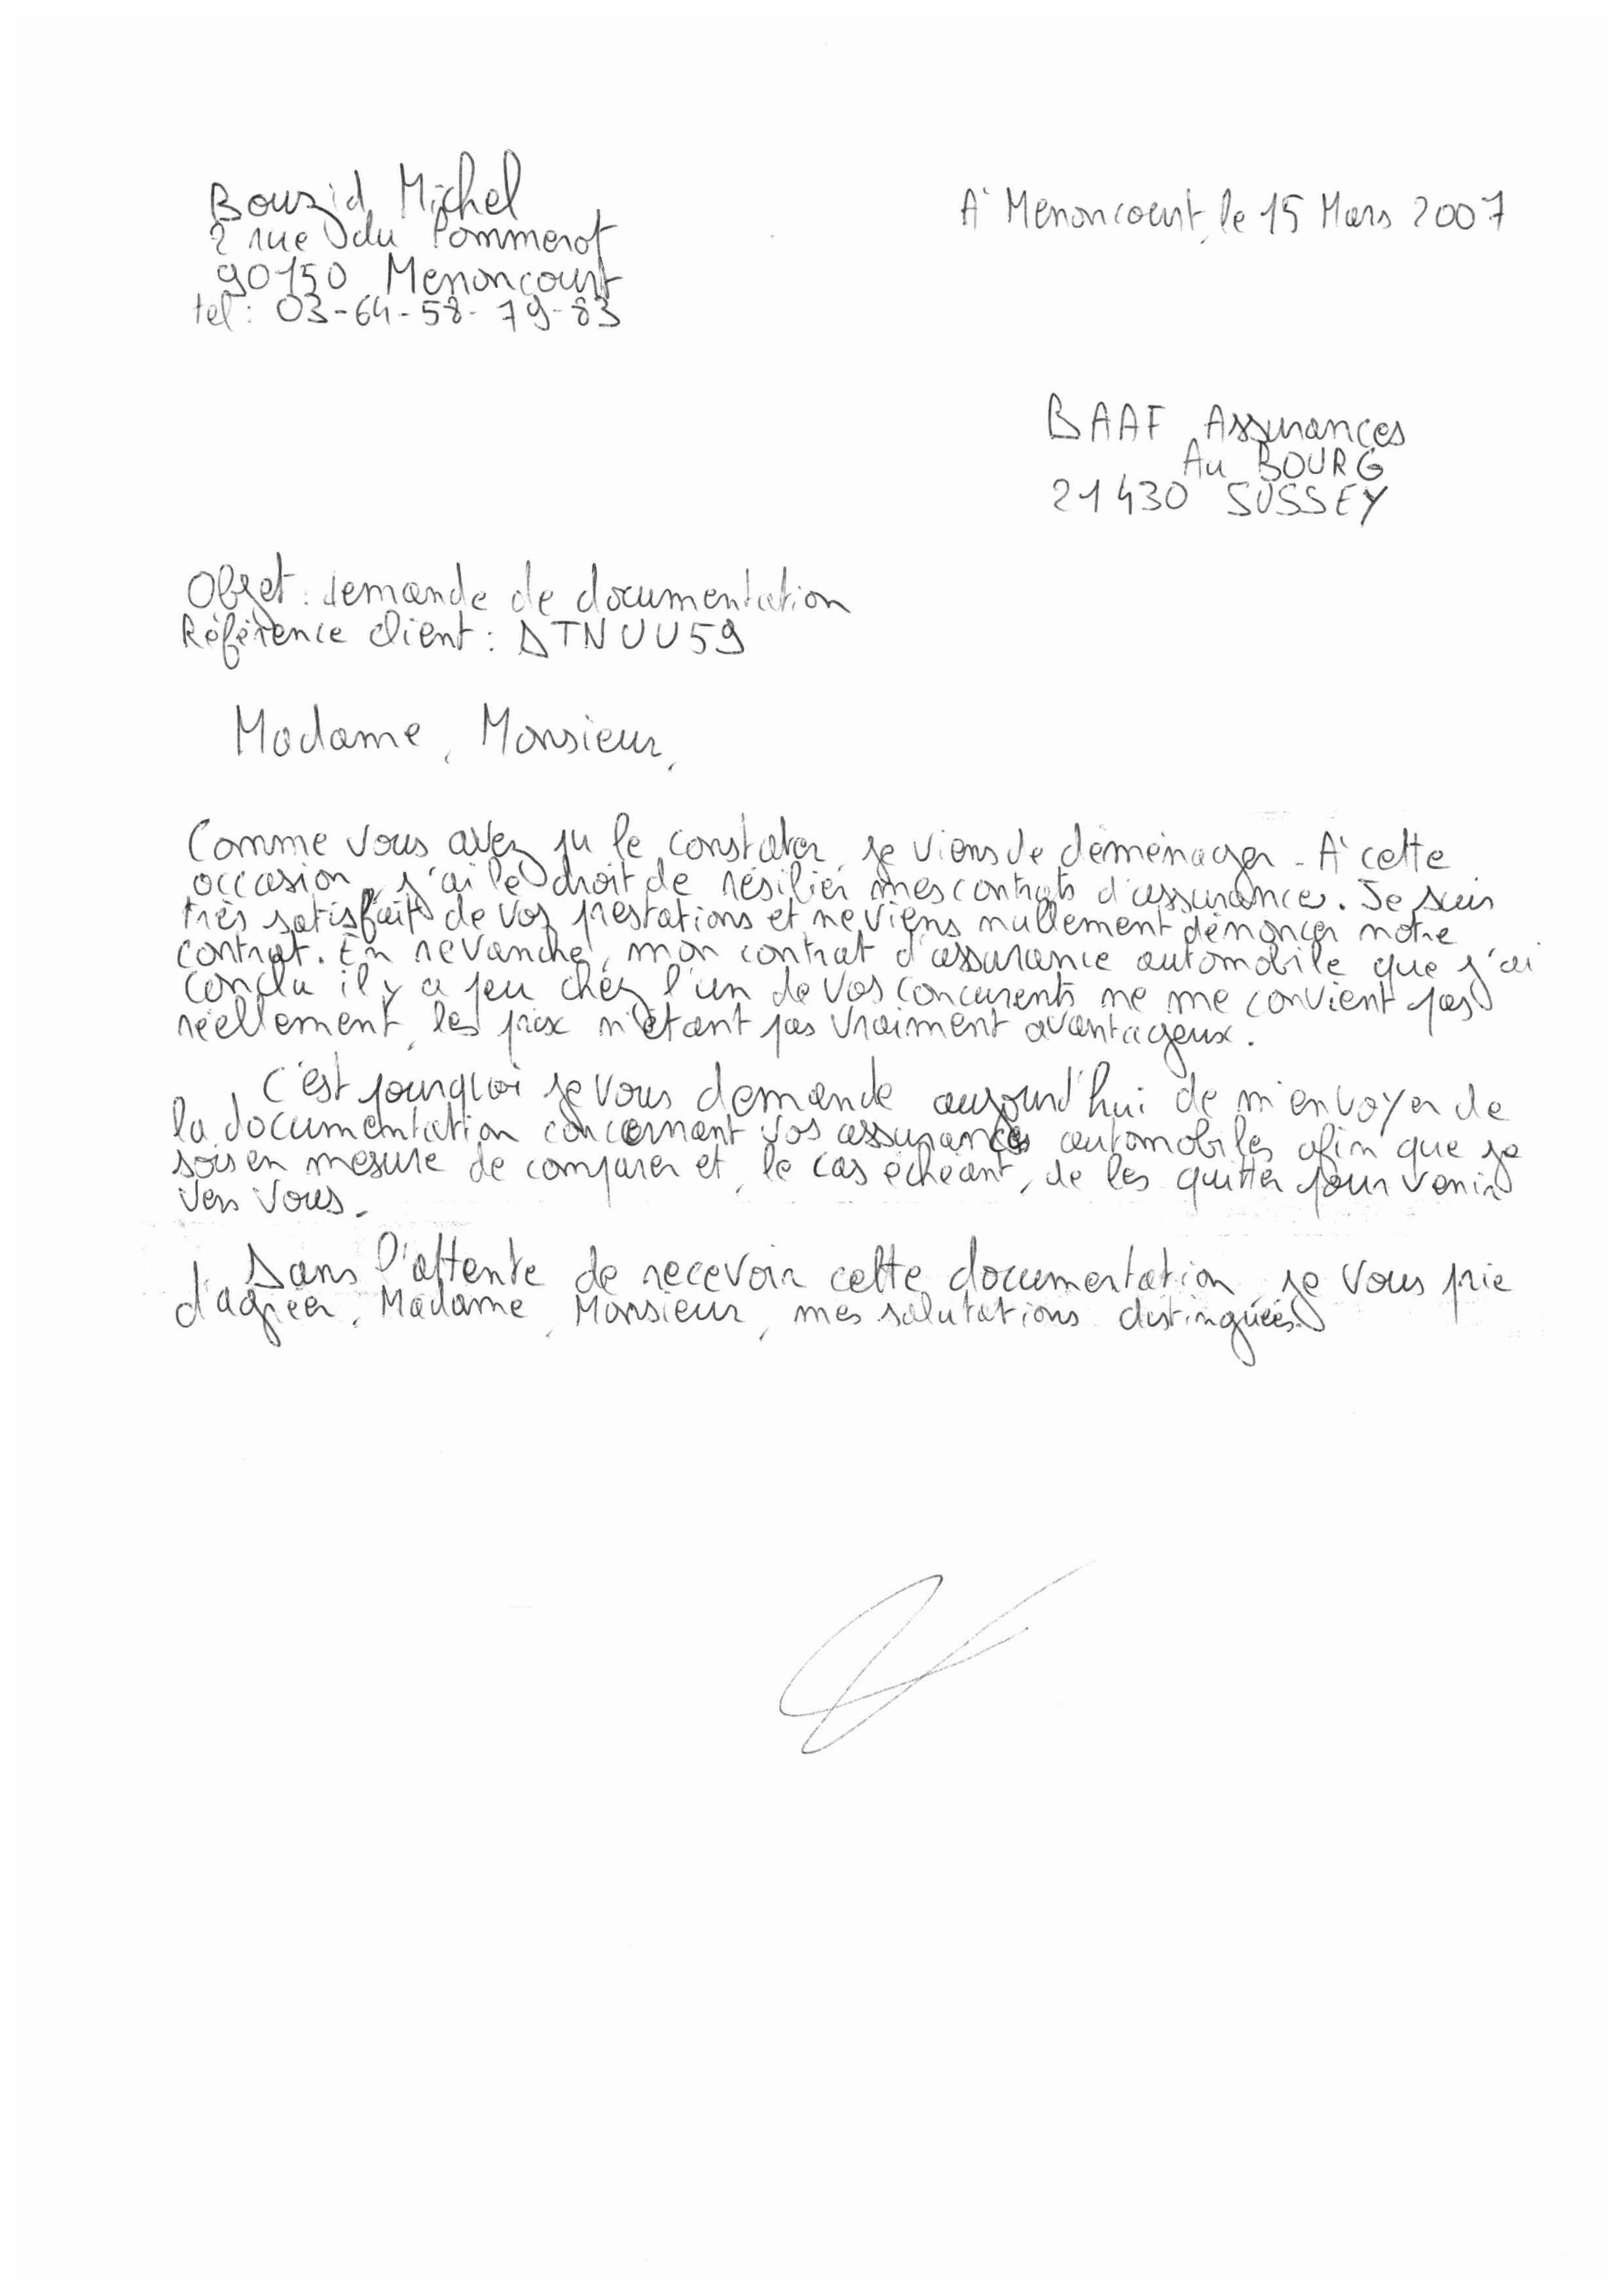 Bouzid Michel
2 rue du Pommerot
90150 Menoncourt
tel : 03-64-58-79-83
A Menoncourt, le 15 Mars 2007
BAAF Assurances
Au BOURG
21430 SUSSEY
Objet : demande de documentation
Référence client : DTNUU59
Madame, Monsieur,
Comme vous avez pu le constater, je viens de déménager. A cette
occasion, j'ai le droit de résilier mes contrats d'assurance. Je suis
très satisfait de vos prestations et ne viens nullement dénoncer notre
contrat. En revanche, mon contrat d'assurance automobile que j'ai
conclu il y a peu chez l'un de vos concurents ne me convient pas
réellement, les prix n'étant pas vraiment avantageux.
C'est pourquoi je vous demande aujourd'hui de m'envoyer de
la documentation concernant vos assurances automobiles afin que je
sois en mesure de comparer et, le cas échéant, de les quitter pour venir
vers vous.
Dans l'attente de recevoir cette documentation, je vous prie
d'agréer, Madame, Monsieur, mes salutations distinguées.